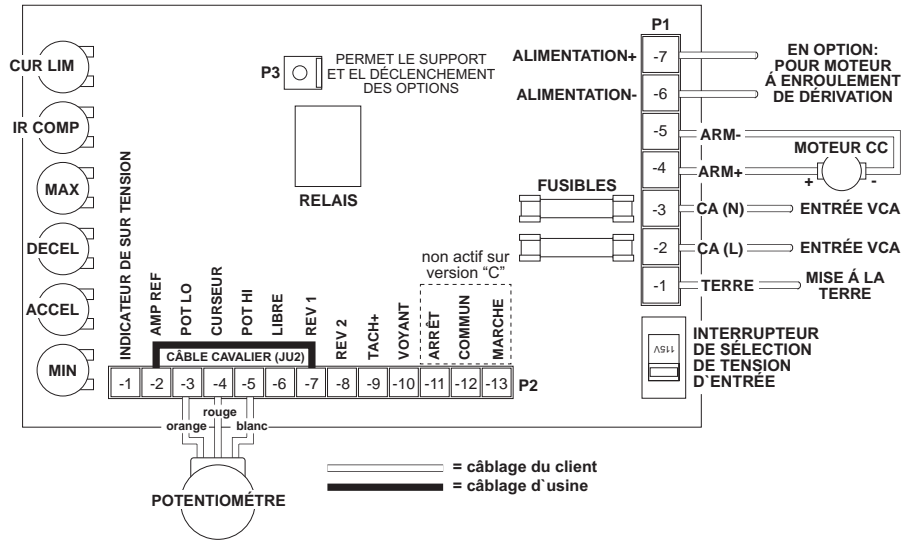 CUR LIM
IR COMP
MAX
DECEL
ACCEL
MIN
P3
PERMET LE SUPPORT
ET EL DÉCLENCHEMENT
DES OPTIONS
RELAIS
FUSIBLES
P1
ALIMENTATION+
-7
EN OPTION:
POUR MOTEUR
Á ENROULEMENT
DE DÉRIVATION
ALIMENTATION-
-6
-5
ARM-
MOTEUR CC
-4
ARM+
+
-
-3
CA (N)
ENTRÉE VCA
-2
CA (L)
ENTRÉE VCA
-1
TERRE
MISE Á LA
TERRE
115V
INTERRUPTEUR
DE SÉLECTION
DE TENSION
D`ENTRÉE
non actif sur
version “C”
INDICATEUR DE SUR TENSION
AMP REF
POT LO
CURSEUR
POT HI
LIBRE
REV 1
REV 2
TACH+
VOYANT
ARRÊT
COMMUN
MARCHE
CÂBLE CAVALIER (JU2)
-1 -2 -3 -4 -5 -6 -7 -8 -9 -10 -11 -12 -13
P2
orange
rouge
blanc
POTENTIOMÉTRE
= câblage du client
= câblage d`usine